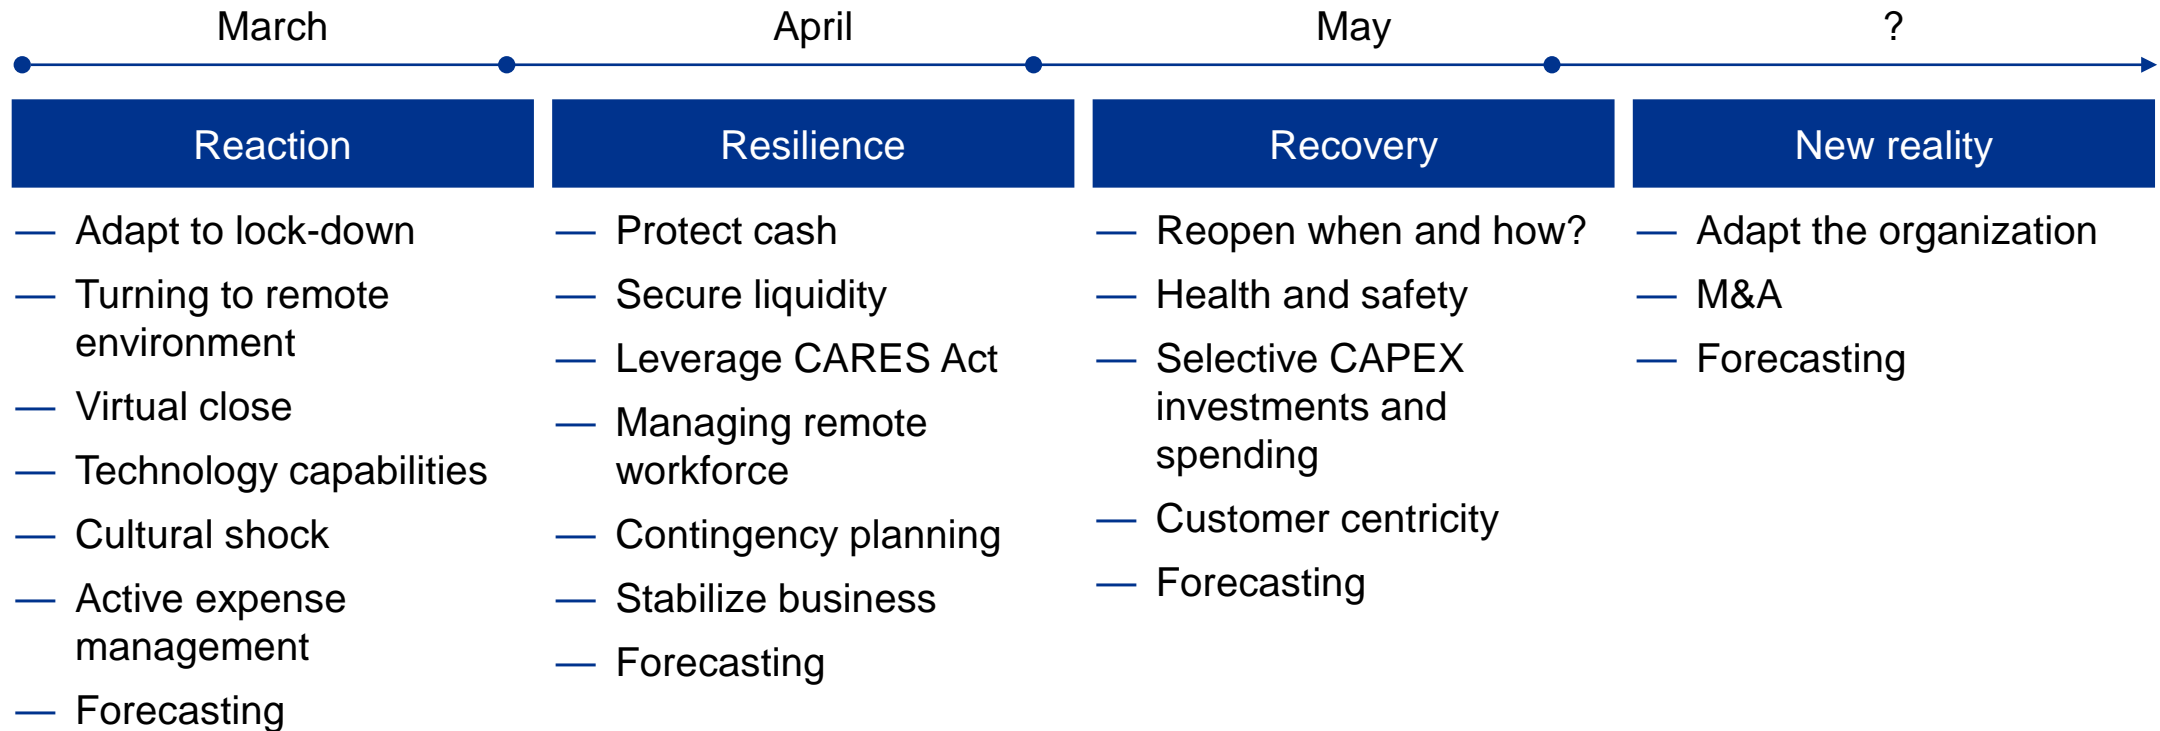 March
April
May
?
Reaction
Resilience
Recovery
New reality
— Adapt to lock-down
— Turning to remote
environment
— Virtual close
— Technology capabilities
— Cultural shock
— Active expense
management
— Forecasting
— Protect cash
— Secure liquidity
— Leverage CARES Act
— Managing remote
workforce
— Contingency planning
— Stabilize business
— Forecasting
— Reopen when and how?
— Health and safety
— Selective CAPEX
investments and
spending
— Customer centricity
— Forecasting
— Adapt the organization
— M&A
— Forecasting